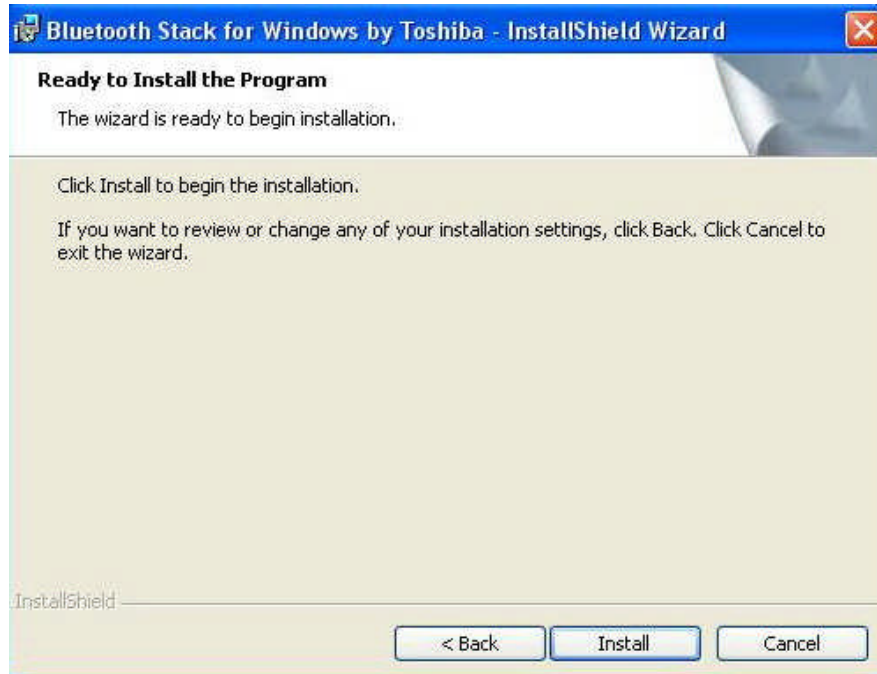 Bluetooth Stack for Windows by Toshiba - InstallShield Wizard
Ready to Install the Program
The wizard is ready to begin installation.
Click Install to begin the installation.
If you want to review or change any of your installation settings, click Back. Click Cancel to
exit the wizard.
InstallShield
< Back Install Cancel